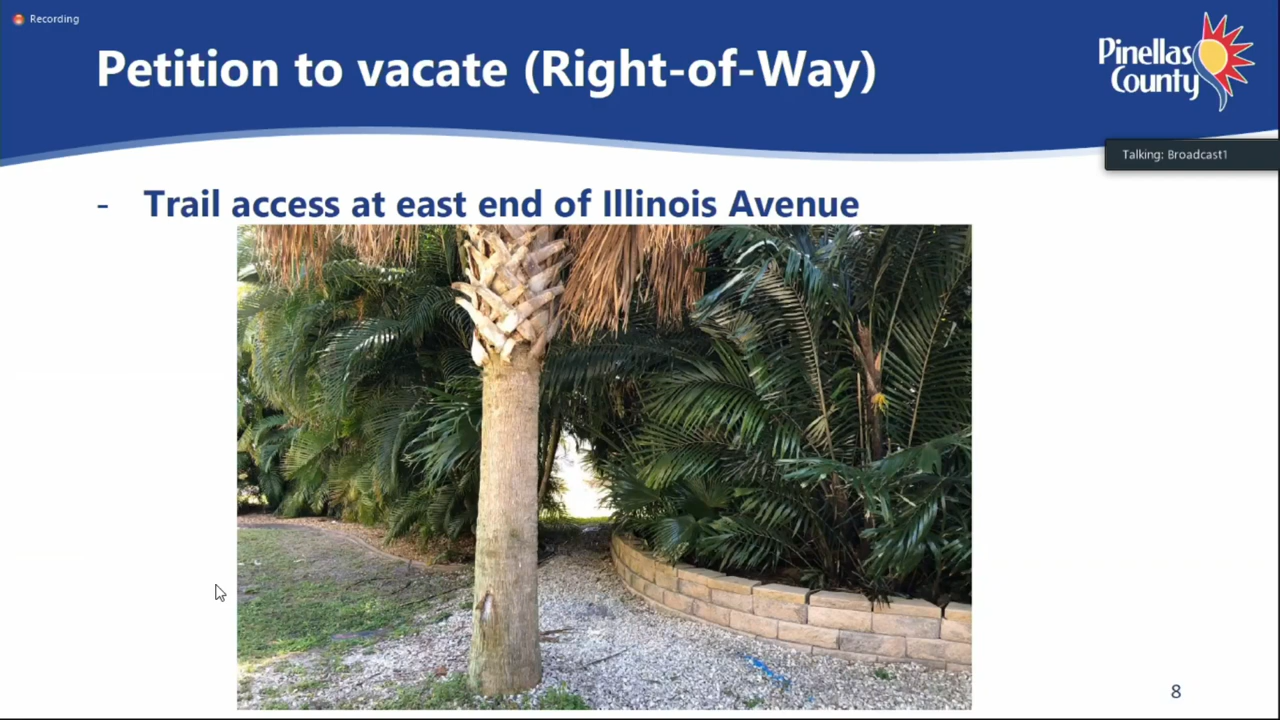 Recording
Petition to vacate (Right-of-Way)
Pinellas
County
Talking: Broadcast1
- Trail access at east end of Illinois Avenue
8